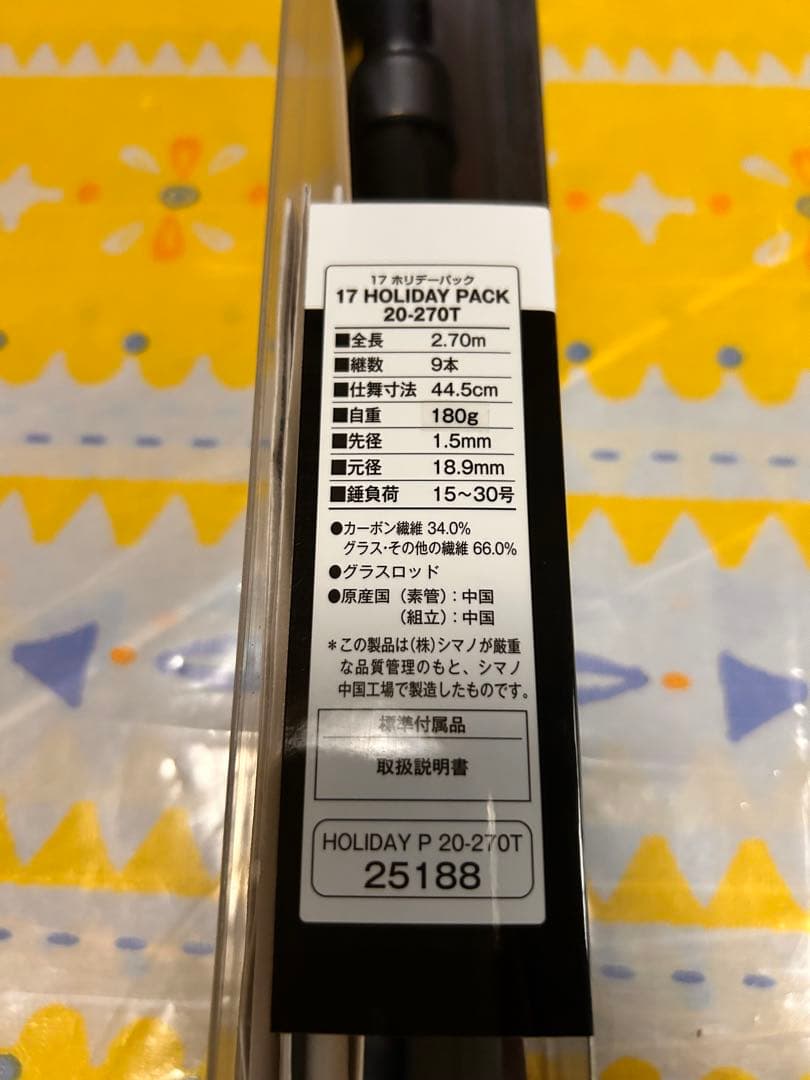 17 ホリデーパック
17 HOLIDAY PACK
20-270T
■全長 2.70m
■継数 9本
■仕舞寸法 44.5cm
■自重 180g
■先径 1.5mm
■元径 18.9mm
■錘負荷 15〜30号
●カーボン繊維 34.0%
グラス・その他の繊維 66.0%
●グラスロッド
●原産国（素管）：中国
（組立）：中国
＊この製品は(株)シマノが厳重
な品質管理のもと、シマノ
中国工場で製造したものです。
標準付属品
取扱説明書
HOLIDAY P 20-270T
25188